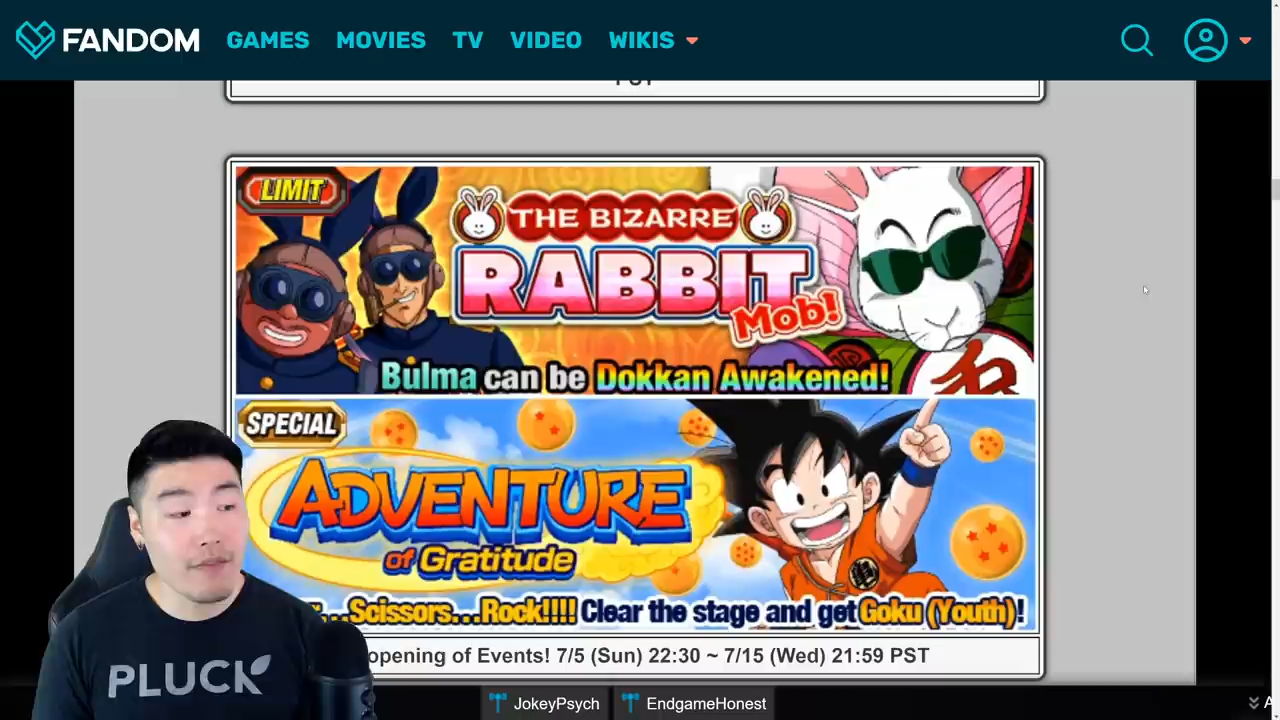 FANDOM GAMES MOVIES TV VIDEO WIKIS
LIMIT
THE BIZARRE
RABBIT
Mob!
Bulma can be Dokkan Awakened!
SPECIAL
ADVENTURE
of Gratitude
...Scissors...Rock!!!! Clear the stage and get Goku (Youth)!
opening of Events! 7/5 (Sun) 22:30 ~ 7/15 (Wed) 21:59 PST
PLUCK
JokeyPsych EndgameHonest